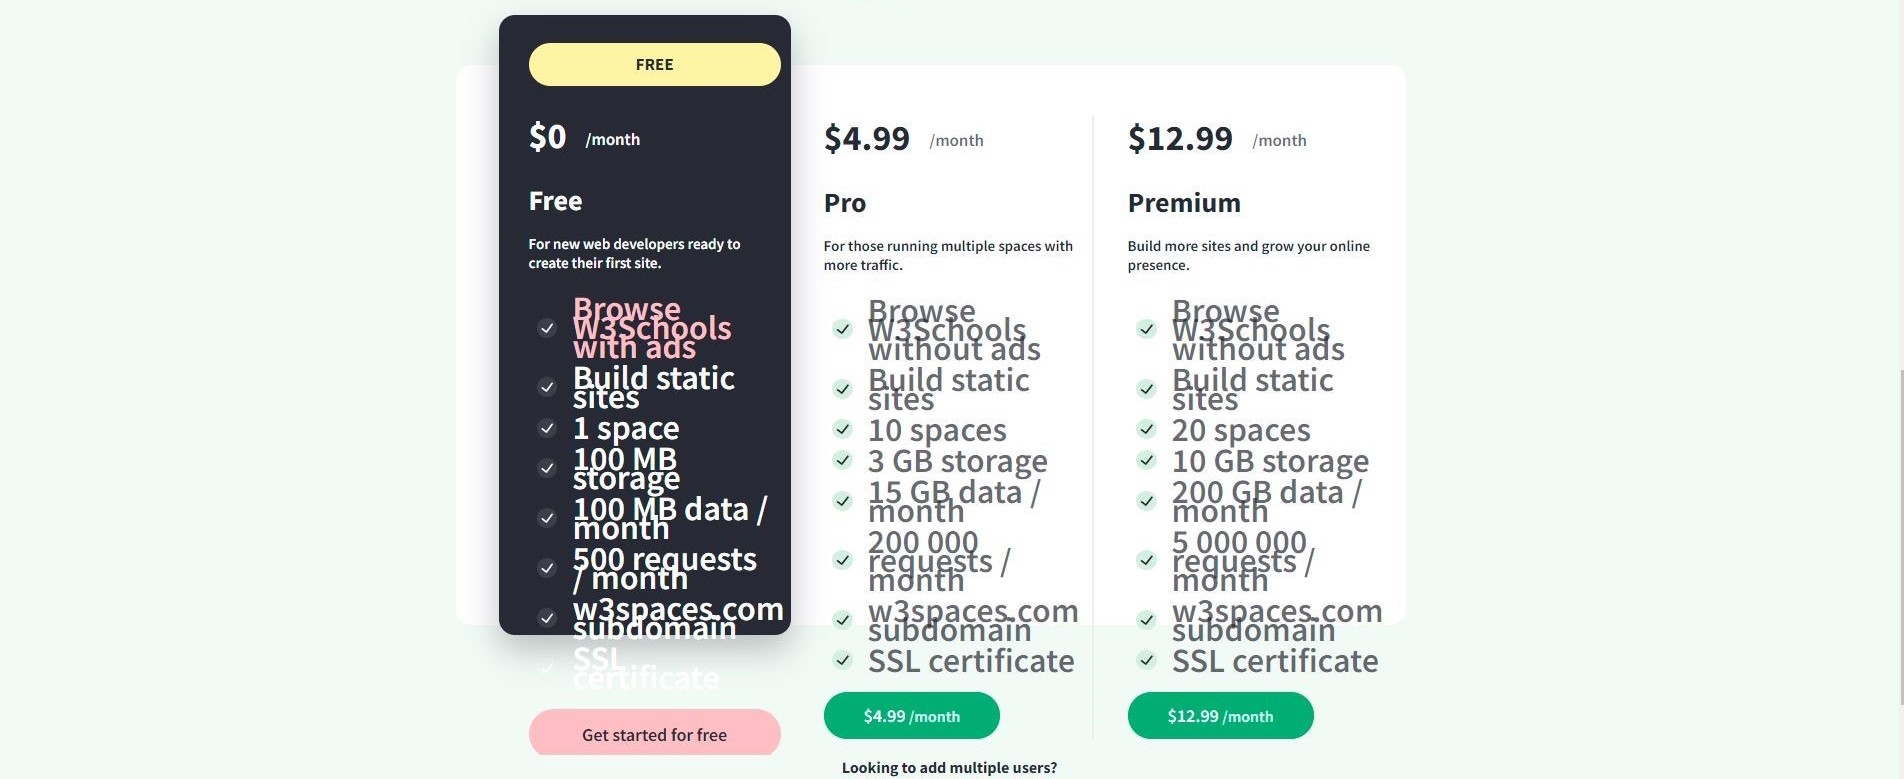 FREE
$0 /month
Free
For new web developers ready to
create their first site.
Browse
W3Schools
with ads
Build static
sites
1 space
100 MB
storage
100 MB data /
month
500 requests
/ month
w3spaces.com
subdomain
SSL
certificate
Get started for free
$4.99 /month
Pro
For those running multiple spaces with
more traffic.
Browse
W3Schools
without ads
Build static
sites
10 spaces
3 GB storage
15 GB data /
month
200 000
requests /
month
w3spaces.com
subdomain
SSL certificate
$4.99 /month
Looking to add multiple users?
$12.99 /month
Premium
Build more sites and grow your online
presence.
Browse
W3Schools
without ads
Build static
sites
20 spaces
10 GB storage
200 GB data /
month
5 000 000
requests /
month
w3spaces.com
subdomain
SSL certificate
$12.99 /month